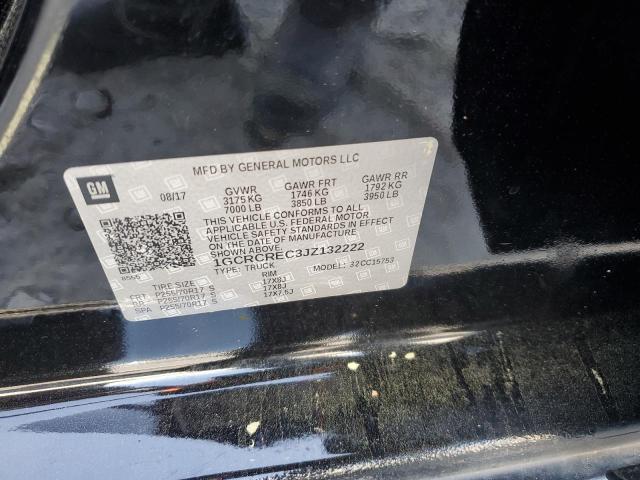 MFD BY GENERAL MOTORS LLC
GM
08/17
GVWR GAWR FRT GAWR RR
3175 KG 1746 KG 1792 KG
7000 LB 3850 LB 3950 LB
THIS VEHICLE CONFORMS TO ALL
APPLICABLE U.S. FEDERAL MOTOR
VEHICLE SAFETY STANDARDS IN EFFECT
ON THE DATE OF MANUFACTURE
SHOWN ABOVE.
1GCRCREC3JZ132222
TYPE: TRUCK MODEL: 32CC15753
TIRE SIZE RIM
FRT P255/70R17 S 17X8J
RR P255/70R17 S 17X8J
SPA P255/70R17 S 17X7.5J